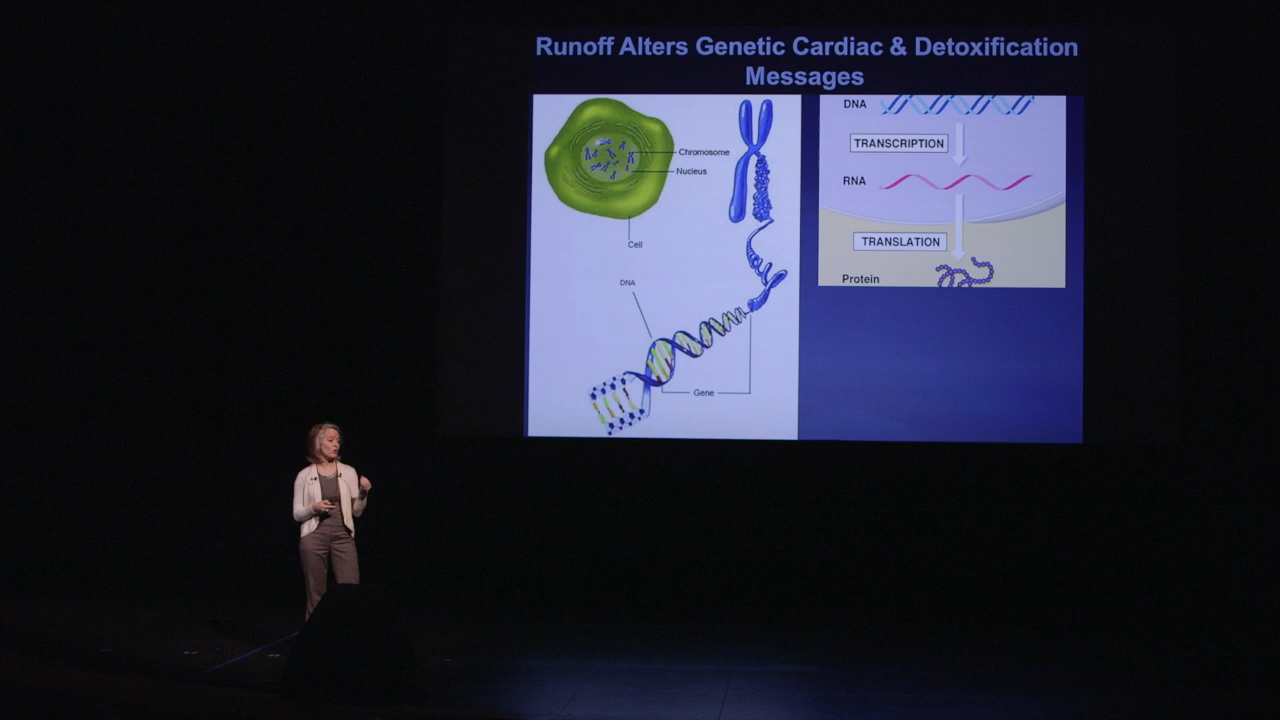 Runoff Alters Genetic Cardiac & Detoxification
Messages
Chromosome
Nucleus
Cell
DNA
Gene
DNA
TRANSCRIPTION
RNA
TRANSLATION
Protein